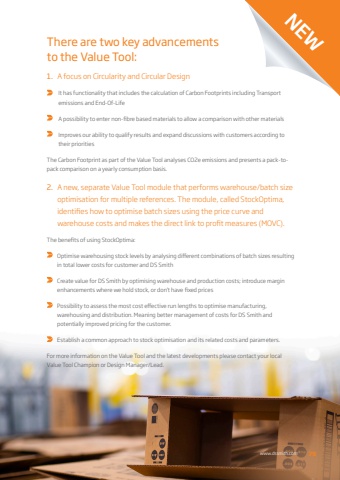 NEW
There are two key advancements
to the Value Tool:
1. A focus on Circularity and Circular Design
It has functionality that includes the calculation of Carbon Footprints including Transport
emissions and End-Of-Life
A possibility to enter non-fibre based materials to allow a comparison with other materials
Improves our ability to qualify results and expand discussions with customers according to
their priorities
The Carbon Footprint as part of the Value Tool analyses CO2e emissions and presents a pack-to-
pack comparison on a yearly consumption basis.
2. A new, separate Value Tool module that performs warehouse/batch size
optimisation for multiple references. The module, called StockOptima,
identifies how to optimise batch sizes using the price curve and
warehouse costs and makes the direct link to profit measures (MOVC).
The benefits of using StockOptima:
Optimise warehousing stock levels by analysing different combinations of batch sizes resulting
in total lower costs for customer and DS Smith
Create value for DS Smith by optimising warehouse and production costs; introduce margin
enhancements where we hold stock, or don't have fixed prices
Possibility to assess the most cost effective run lengths to optimise manufacturing,
warehousing and distribution. Meaning better management of costs for DS Smith and
potentially improved pricing for the customer.
Establish a common approach to stock optimisation and its related costs and parameters.
For more information on the Value Tool and the latest developments please contact your local
Value Tool Champion or Design Manager/Lead.